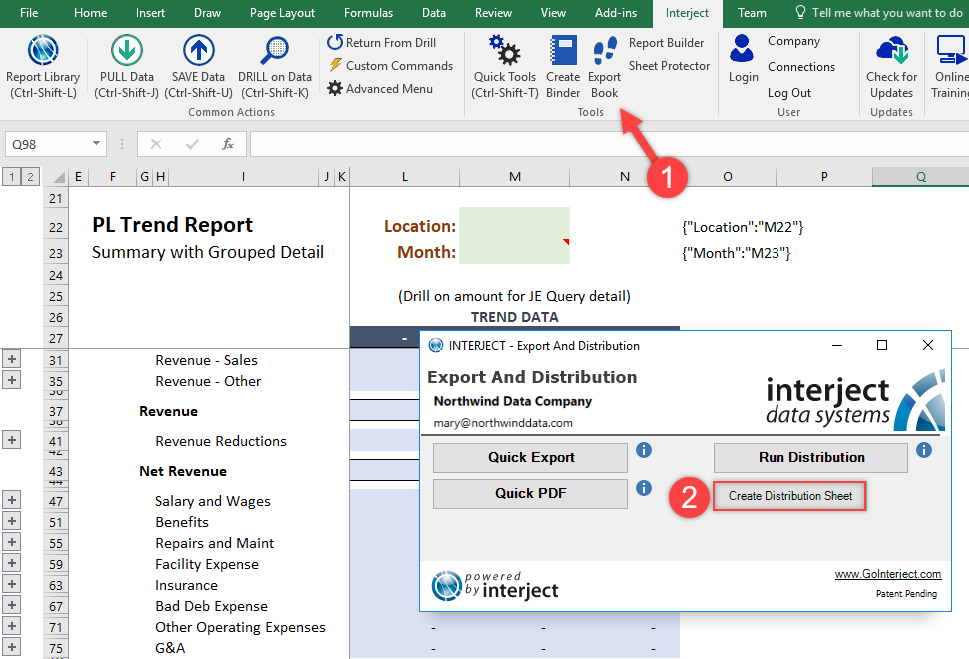 File Home Insert Draw Page Layout Formulas Data Review View Add-ins Interject Team Tell me what you want to do
Report Library (Ctrl-Shift-L)
PULL Data (Ctrl-Shift-J)
SAVE Data (Ctrl-Shift-U)
DRILL on Data (Ctrl-Shift-K)
Return From Drill
Custom Commands
Advanced Menu
Common Actions
Quick Tools (Ctrl-Shift-T)
Create Binder
Export Book
Report Builder
Sheet Protector
Tools
Login
Company
Connections
Log Out
User
Check for Updates
Updates
Online
Training
1
Q98 fx
1 2 E F G H I J K L M N O P Q
21
22 PL Trend Report Location: {"Location":"M22"}
23 Summary with Grouped Detail Month: {"Month":"M23"}
24
25 (Drill on amount for JE Query detail)
26 TREND DATA
27 -
31 Revenue - Sales
35 Revenue - Other
36
37 Revenue
38
41 Revenue Reductions
42
43 Net Revenue
44
47 Salary and Wages
51 Benefits
55 Repairs and Maint
59 Facility Expense
63 Insurance
67 Bad Deb Expense
71 Other Operating Expenses - - -
75 G&A - - -
INTERJECT - Export And Distribution
Export And Distribution
Northwind Data Company
mary@northwinddata.com
interject
data systems
Quick Export i Run Distribution i
Quick PDF i 2 Create Distribution Sheet
powered
by interject
www.GoInterject.com
Patent Pending